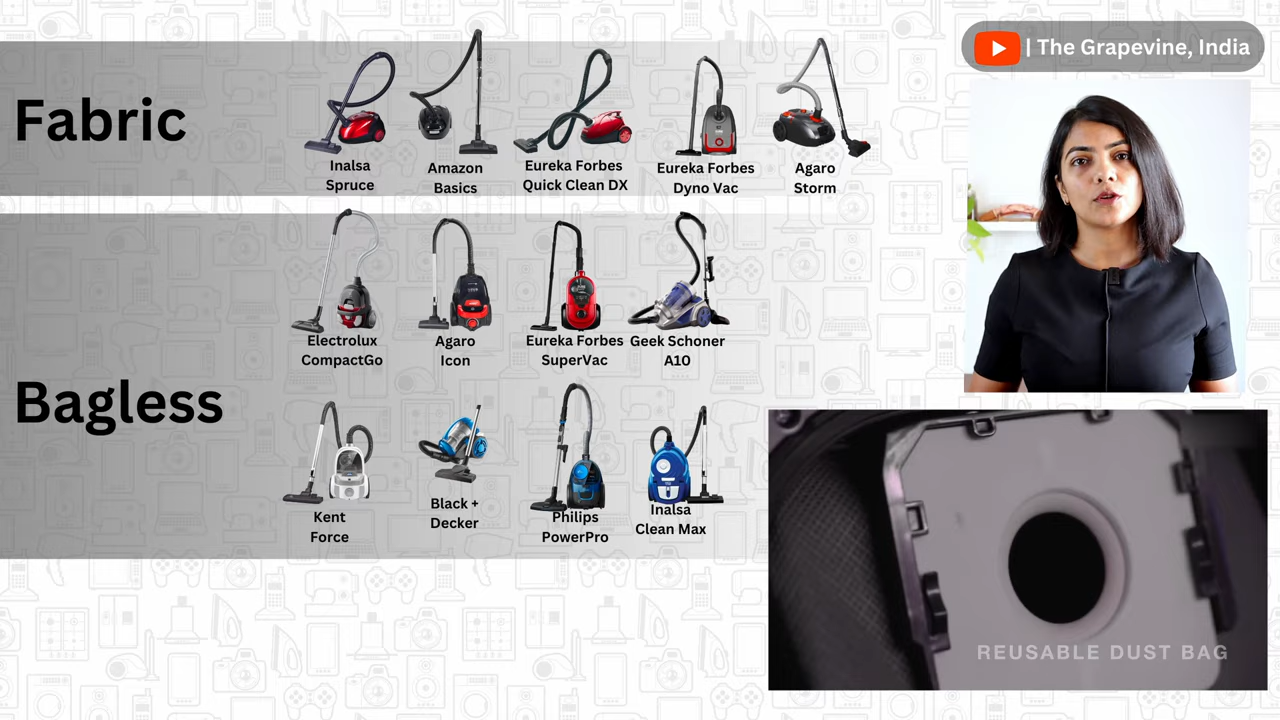 | The Grapevine, India
Fabric
Inalsa
Spruce
Amazon
Basics
Eureka Forbes
Quick Clean DX
Eureka Forbes
Dyno Vac
Agaro
Storm
Bagless
Electrolux
CompactGo
Agaro
Icon
Eureka Forbes
SuperVac
Geek Schoner
A10
Kent
Force
Black +
Decker
Philips
PowerPro
Inalsa
Clean Max
REUSABLE DUST BAG